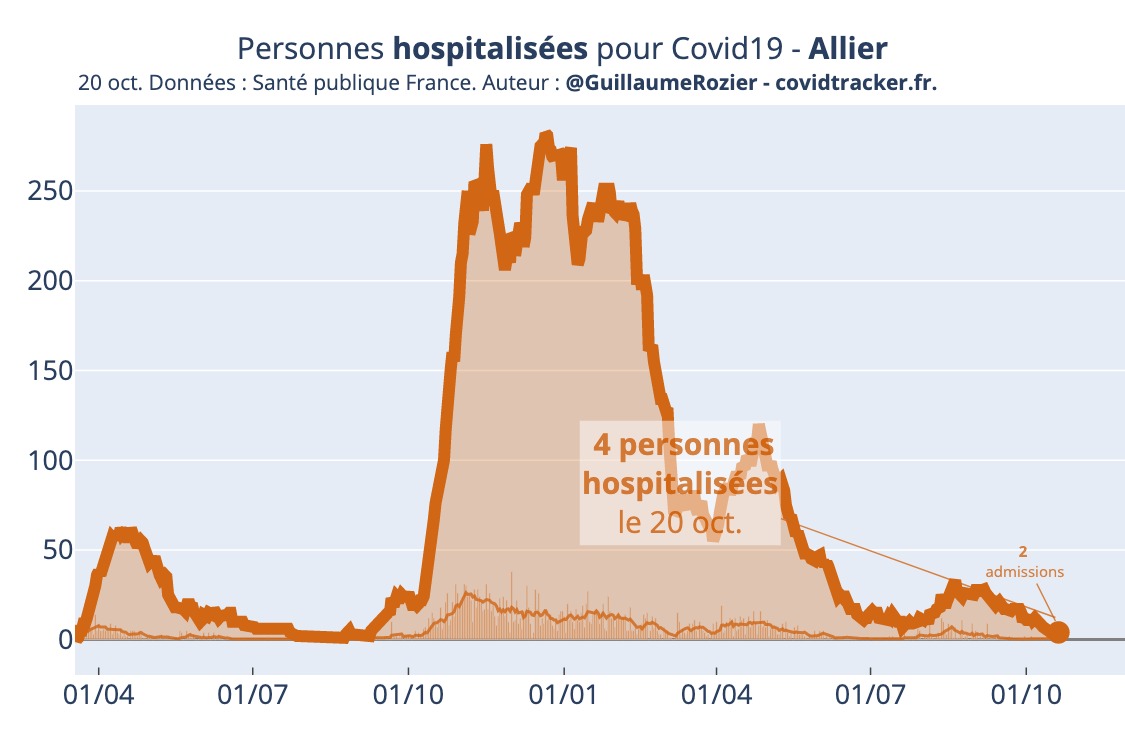 Personnes hospitalisées pour Covid19 - Allier
20 oct. Données : Santé publique France. Auteur : @GuillaumeRozier - covidtracker.fr.
250
200
150
100
50
0
4 personnes
hospitalisées
le 20 oct.
2
admissions
01/04
01/07
01/10
01/01
01/04
01/07
01/10